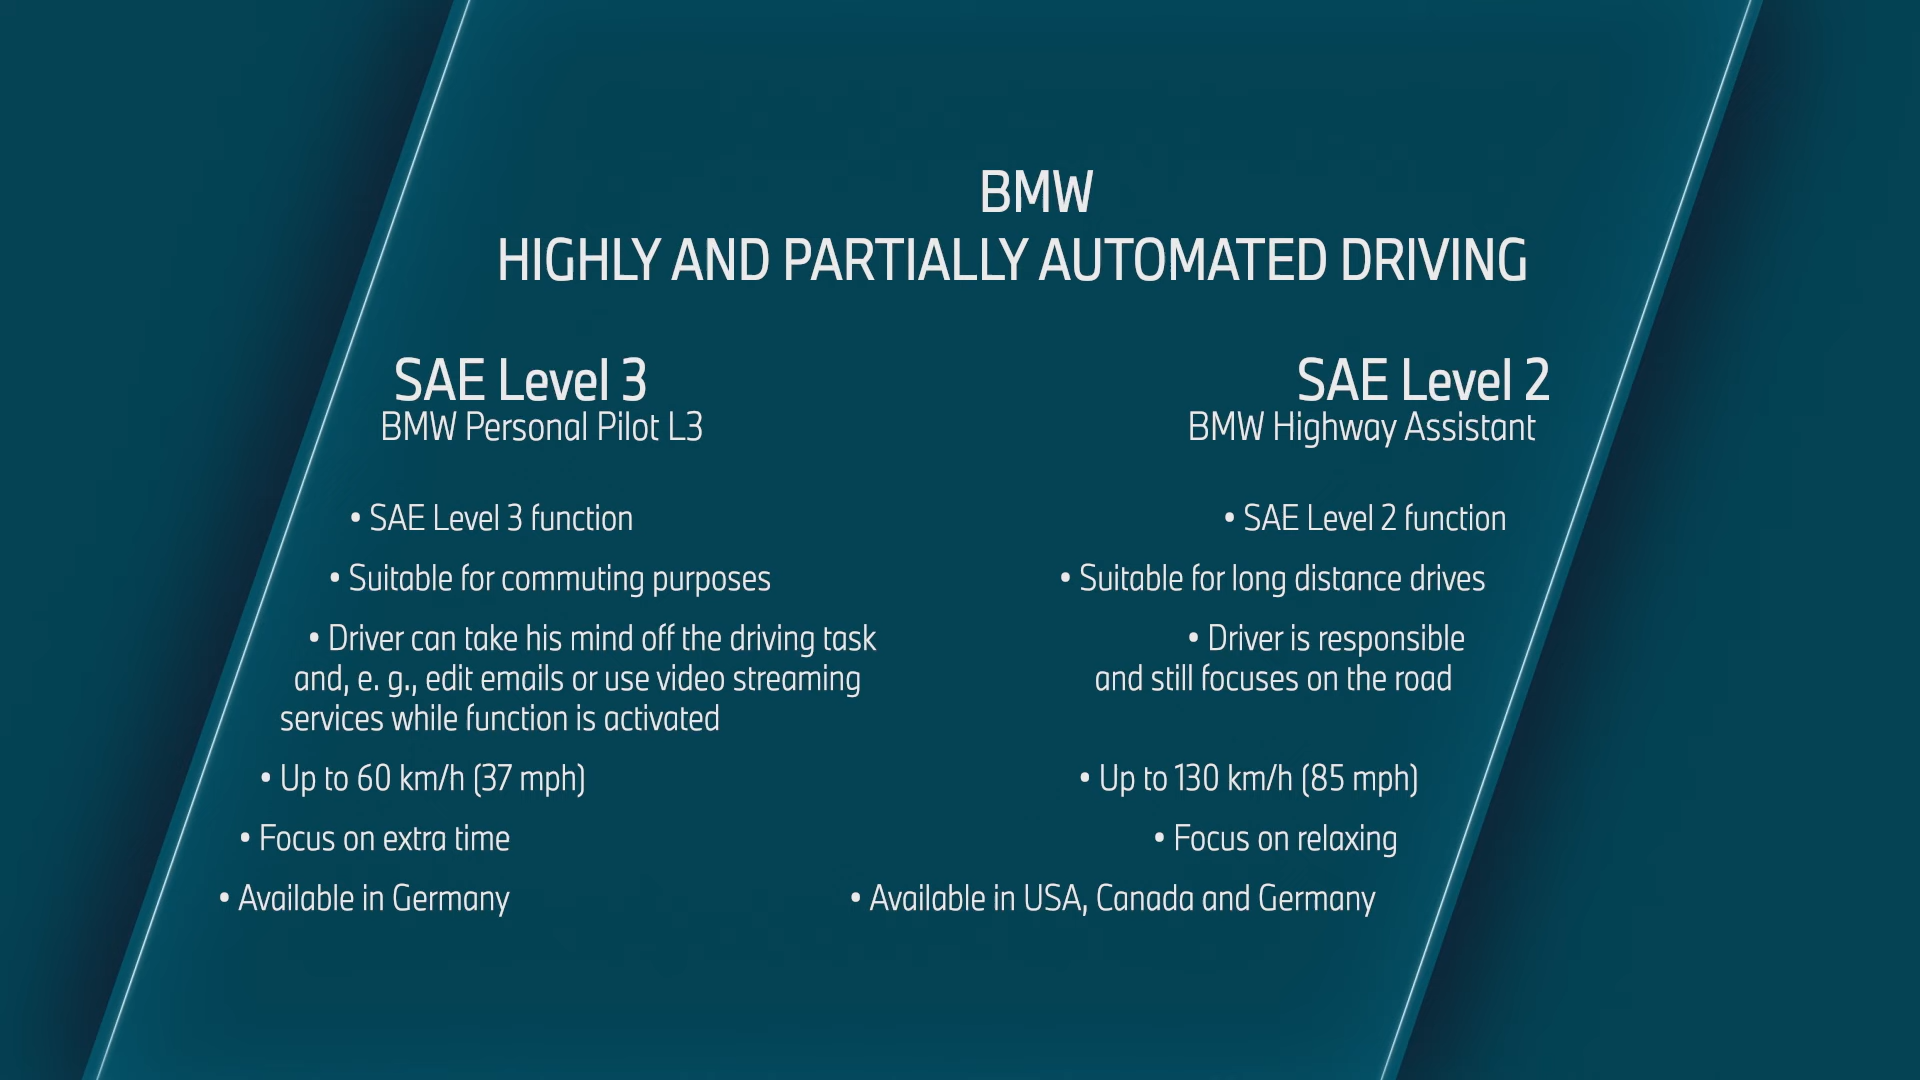 BMW
HIGHLY AND PARTIALLY AUTOMATED DRIVING
SAE Level 3
BMW Personal Pilot L3
• SAE Level 3 function
• Suitable for commuting purposes
• Driver can take his mind off the driving task
and, e. g., edit emails or use video streaming
services while function is activated
• Up to 60 km/h (37 mph)
• Focus on extra time
• Available in Germany
SAE Level 2
BMW Highway Assistant
• SAE Level 2 function
• Suitable for long distance drives
• Driver is responsible
and still focuses on the road
• Up to 130 km/h (85 mph)
• Focus on relaxing
• Available in USA, Canada and Germany